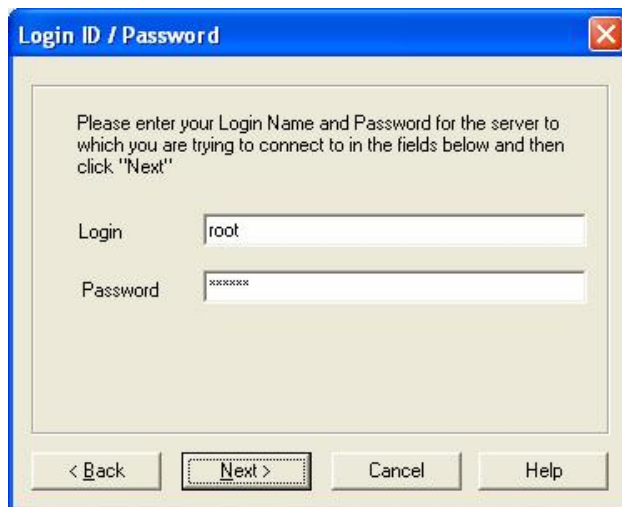 Login ID / Password
Please enter your Login Name and Password for the server to
which you are trying to connect to in the fields below and then
click "Next"
Login root
Password ******
< Back Next > Cancel Help